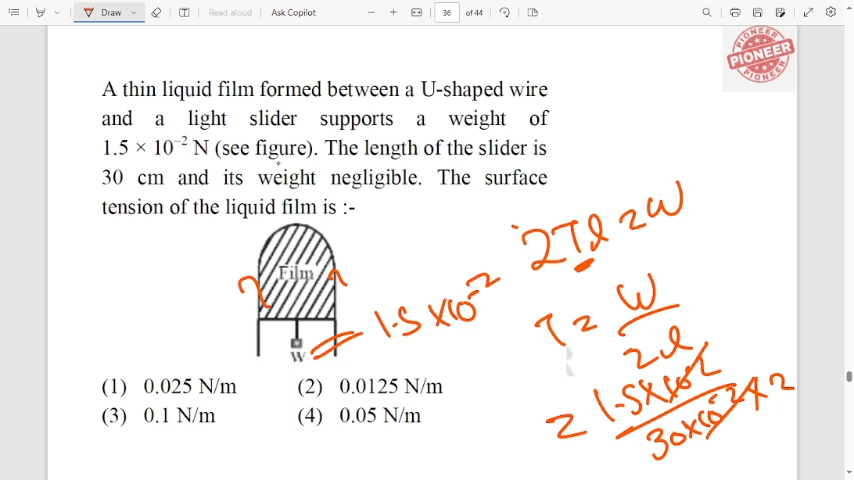 Draw
Read aloud
Ask Copilot
36
of 44
PIONEER
PIONEER
PIONEER
A thin liquid film formed between a U-shaped wire
and a light slider supports a weight of
1.5 × 10⁻² N (see figure). The length of the slider is
30 cm and its weight negligible. The surface
tension of the liquid film is :-
Film
W
(1) 0.025 N/m (2) 0.0125 N/m
(3) 0.1 N/m (4) 0.05 N/m
2Tl = W
1.5 × 10⁻²
T = W / 2l
= 1.5 × 10⁻² / 30 × 10⁻² × 2